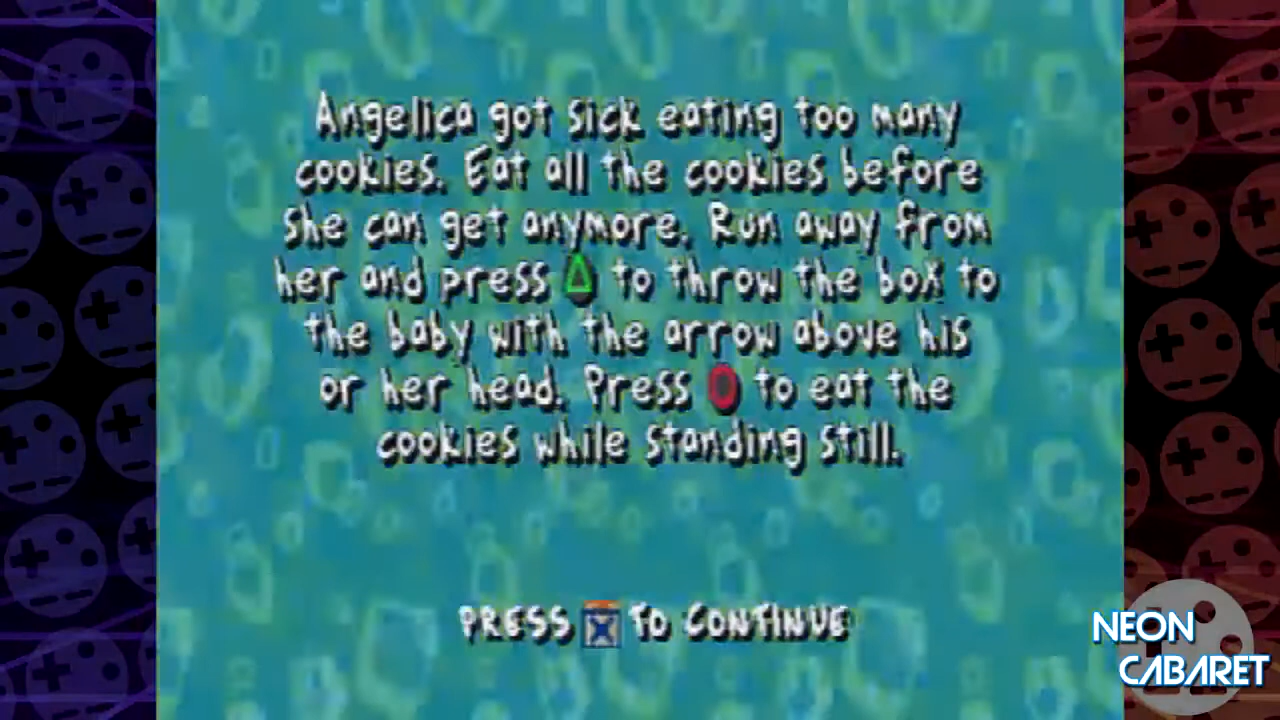 Angelica got sick eating too many
cookies. Eat all the cookies before
she can get anymore. Run away from
her and press to throw the box to
the baby with the arrow above his
or her head. Press to eat the
cookies while standing still.
PRESS TO CONTINUE
NEON
CABARET